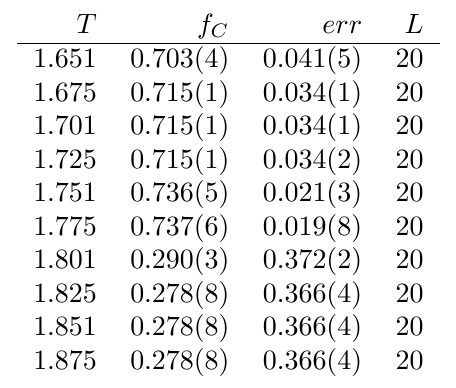 T f_C err L
1.651 0.703(4) 0.041(5) 20
1.675 0.715(1) 0.034(1) 20
1.701 0.715(1) 0.034(1) 20
1.725 0.715(1) 0.034(2) 20
1.751 0.736(5) 0.021(3) 20
1.775 0.737(6) 0.019(8) 20
1.801 0.290(3) 0.372(2) 20
1.825 0.278(8) 0.366(4) 20
1.851 0.278(8) 0.366(4) 20
1.875 0.278(8) 0.366(4) 20